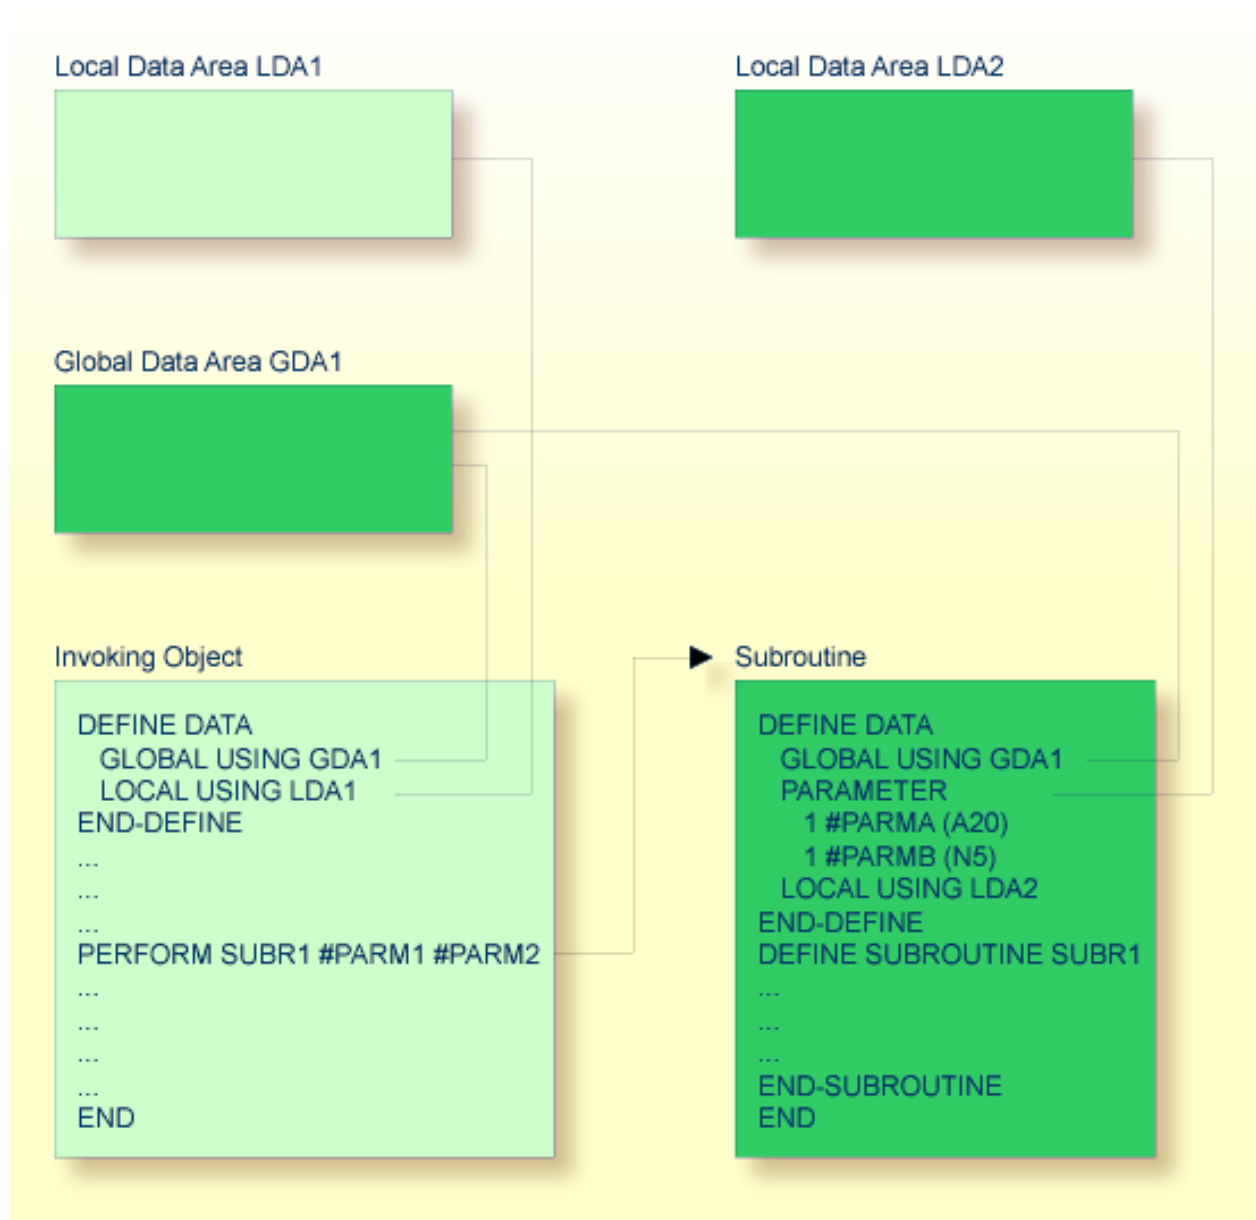 Local Data Area LDA1
Local Data Area LDA2
Global Data Area GDA1
Invoking Object
DEFINE DATA
GLOBAL USING GDA1
LOCAL USING LDA1
END-DEFINE
...
...
...
PERFORM SUBR1 #PARM1 #PARM2
...
...
...
...
END
Subroutine
DEFINE DATA
GLOBAL USING GDA1
PARAMETER
1 #PARMA (A20)
1 #PARMB (N5)
LOCAL USING LDA2
END-DEFINE
DEFINE SUBROUTINE SUBR1
...
...
...
END-SUBROUTINE
END